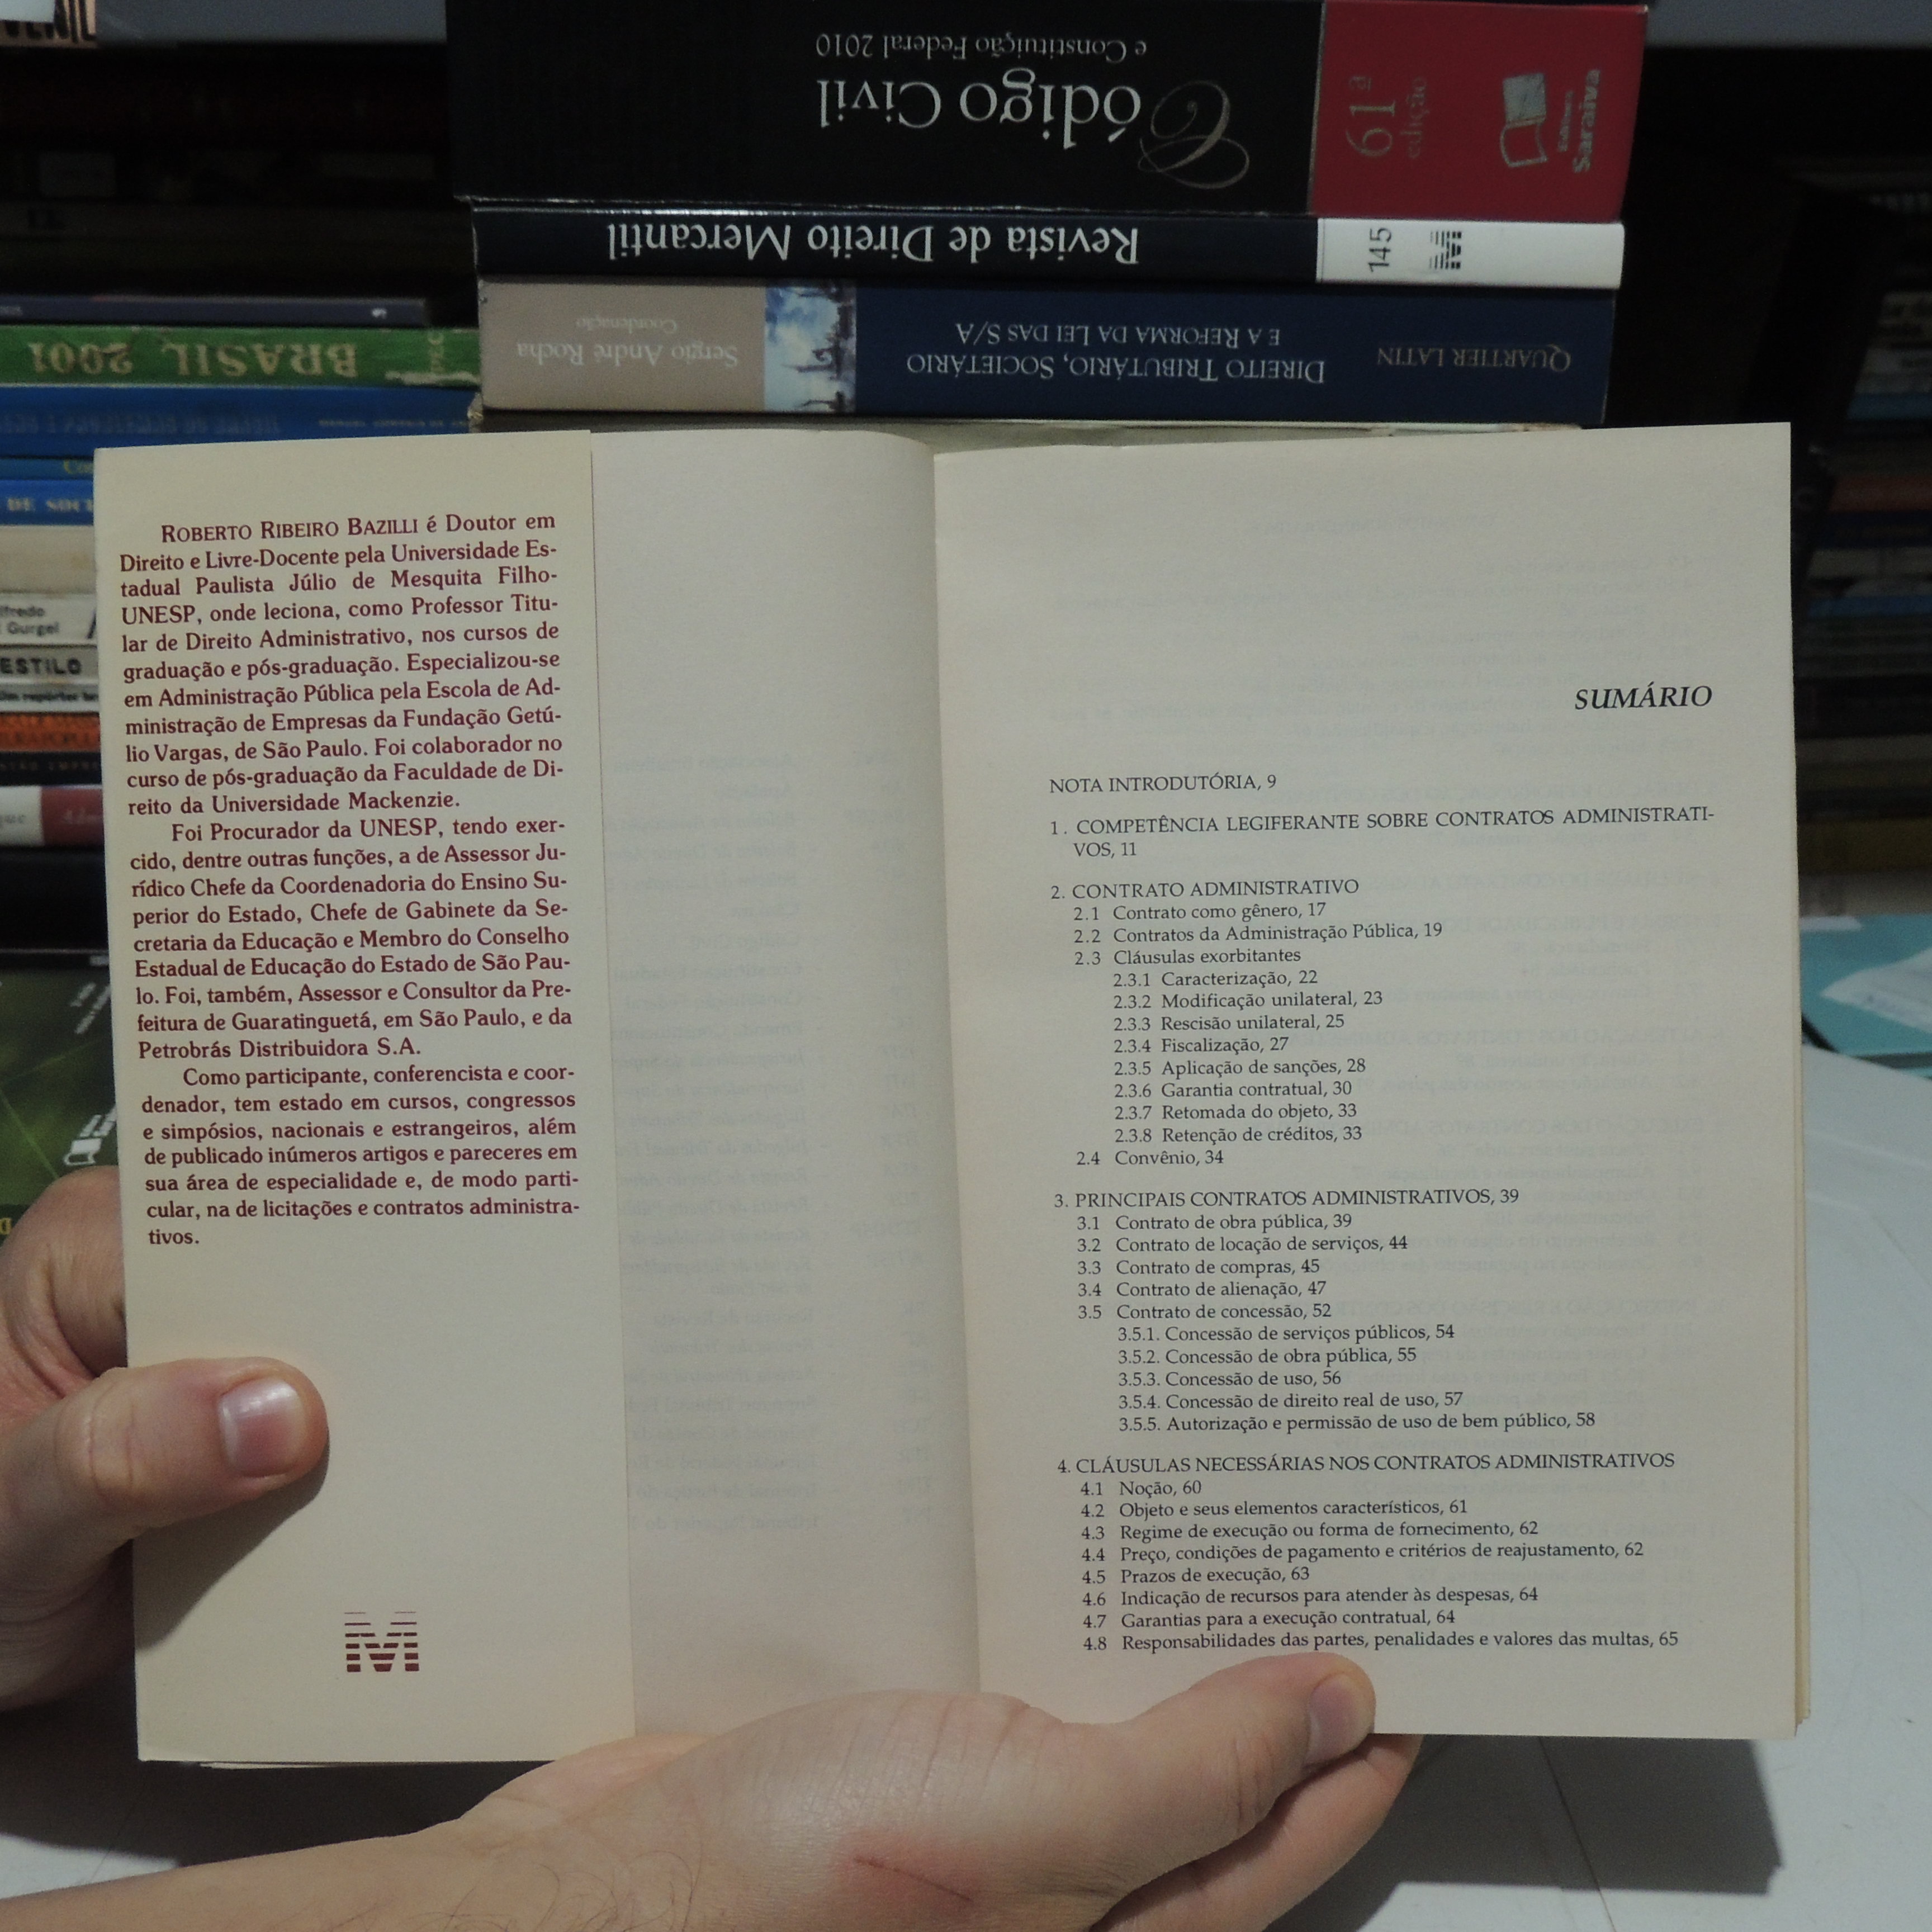 e Constituição Federal 2010
Código Civil
61ª
edição
Editora
Saraiva
Revista de Direito Mercantil
145
M
Sergio André Rocha
Coordenação
DIREITO TRIBUTÁRIO, SOCIETÁRIO
E A REFORMA DA LEI DAS S/A
QUARTIER LATIN
BRASIL 2001
DE SOCI
lfredo
Gurgel
ESTILO
ROBERTO RIBEIRO BAZILLI é Doutor em
Direito e Livre-Docente pela Universidade Es-
tadual Paulista Júlio de Mesquita Filho-
UNESP, onde leciona, como Professor Titu-
lar de Direito Administrativo, nos cursos de
graduação e pós-graduação. Especializou-se
em Administração Pública pela Escola de Ad-
ministração de Empresas da Fundação Getú-
lio Vargas, de São Paulo. Foi colaborador no
curso de pós-graduação da Faculdade de Di-
reito da Universidade Mackenzie.
Foi Procurador da UNESP, tendo exer-
cido, dentre outras funções, a de Assessor Ju-
rídico Chefe da Coordenadoria do Ensino Su-
perior do Estado, Chefe de Gabinete da Se-
cretaria da Educação e Membro do Conselho
Estadual de Educação do Estado de São Pau-
lo. Foi, também, Assessor e Consultor da Pre-
feitura de Guaratinguetá, em São Paulo, e da
Petrobrás Distribuidora S.A.
Como participante, conferencista e coor-
denador, tem estado em cursos, congressos
e simpósios, nacionais e estrangeiros, além
de publicado inúmeros artigos e pareceres em
sua área de especialidade e, de modo parti-
cular, na de licitações e contratos administra-
tivos.
M
SUMÁRIO
NOTA INTRODUTÓRIA, 9
1. COMPETÊNCIA LEGIFERANTE SOBRE CONTRATOS ADMINISTRATI-
VOS, 11
2. CONTRATO ADMINISTRATIVO
2.1 Contrato como gênero, 17
2.2 Contratos da Administração Pública, 19
2.3 Cláusulas exorbitantes
2.3.1 Caracterização, 22
2.3.2 Modificação unilateral, 23
2.3.3 Rescisão unilateral, 25
2.3.4 Fiscalização, 27
2.3.5 Aplicação de sanções, 28
2.3.6 Garantia contratual, 30
2.3.7 Retomada do objeto, 33
2.3.8 Retenção de créditos, 33
2.4 Convênio, 34
3. PRINCIPAIS CONTRATOS ADMINISTRATIVOS, 39
3.1 Contrato de obra pública, 39
3.2 Contrato de locação de serviços, 44
3.3 Contrato de compras, 45
3.4 Contrato de alienação, 47
3.5 Contrato de concessão, 52
3.5.1. Concessão de serviços públicos, 54
3.5.2. Concessão de obra pública, 55
3.5.3. Concessão de uso, 56
3.5.4. Concessão de direito real de uso, 57
3.5.5. Autorização e permissão de uso de bem público, 58
4. CLÁUSULAS NECESSÁRIAS NOS CONTRATOS ADMINISTRATIVOS
4.1 Noção, 60
4.2 Objeto e seus elementos característicos, 61
4.3 Regime de execução ou forma de fornecimento, 62
4.4 Preço, condições de pagamento e critérios de reajustamento, 62
4.5 Prazos de execução, 63
4.6 Indicação de recursos para atender às despesas, 64
4.7 Garantias para a execução contratual, 64
4.8 Responsabilidades das partes, penalidades e valores das multas, 65